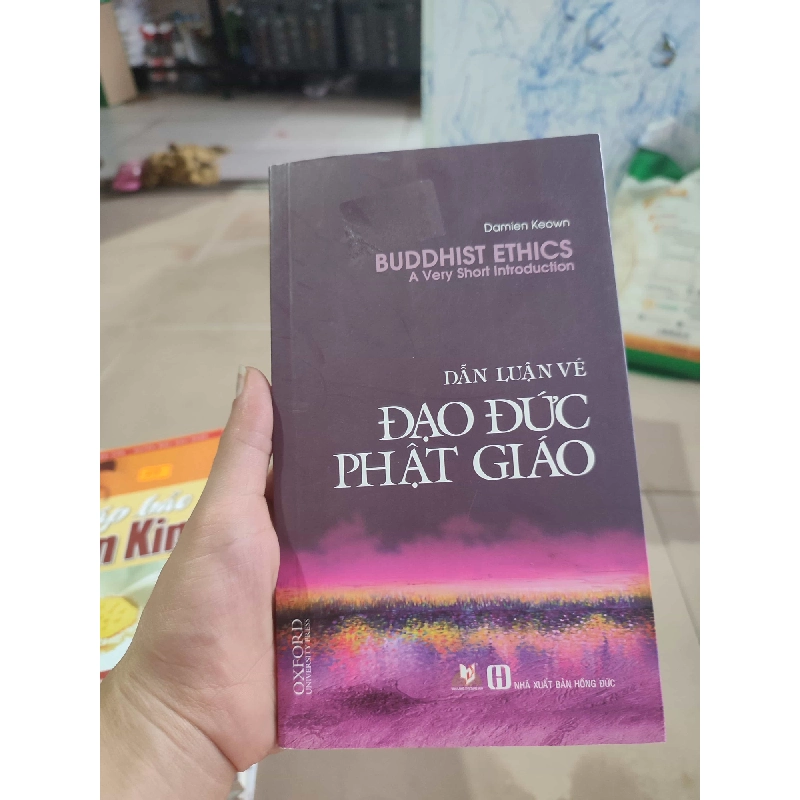 Damien Keown
BUDDHIST ETHICS
A Very Short Introduction
DẪN LUẬN VỀ
ĐẠO ĐỨC
PHẬT GIÁO
OXFORD
UNIVERSITY PRESS
NHÀ XUẤT BẢN HỒNG ĐỨC
Kin